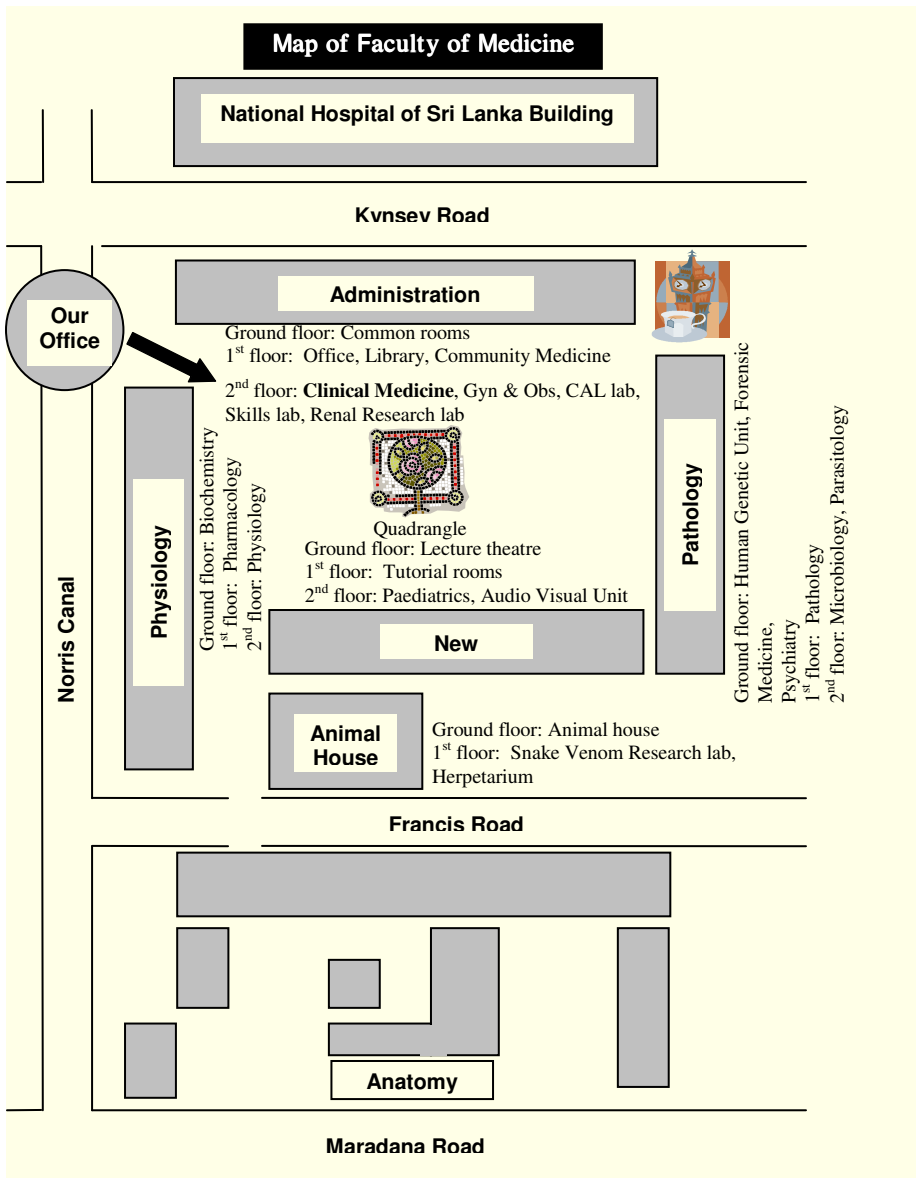 Map of Faculty of Medicine
National Hospital of Sri Lanka Building
Kynsey Road
Our
Office
Administration
Ground floor: Common rooms
1st floor: Office, Library, Community Medicine
2nd floor: Clinical Medicine, Gyn & Obs, CAL lab,
Skills lab, Renal Research lab
Norris Canal
Physiology
Ground floor: Biochemistry
1st floor: Pharmacology
2nd floor: Physiology
Quadrangle
Ground floor: Lecture theatre
1st floor: Tutorial rooms
2nd floor: Paediatrics, Audio Visual Unit
New
Pathology
Ground floor: Human Genetic Unit, Forensic
Medicine,
Psychiatry
1st floor: Pathology
2nd floor: Microbiology, Parasitology
Animal
House
Ground floor: Animal house
1st floor: Snake Venom Research lab,
Herpetarium
Francis Road
Anatomy
Maradana Road